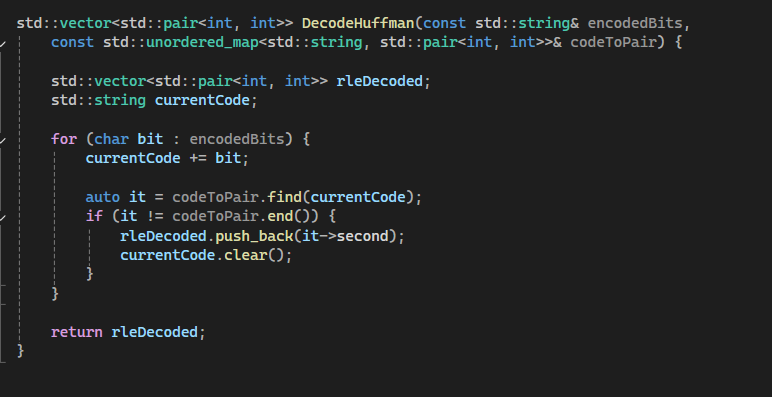 std::vector<std::pair<int, int>> DecodeHuffman(const std::string& encodedBits,
    const std::unordered_map<std::string, std::pair<int, int>>& codeToPair) {

    std::vector<std::pair<int, int>> rleDecoded;
    std::string currentCode;

    for (char bit : encodedBits) {
        currentCode += bit;

        auto it = codeToPair.find(currentCode);
        if (it != codeToPair.end()) {
            rleDecoded.push_back(it->second);
            currentCode.clear();
        }
    }

    return rleDecoded;
}